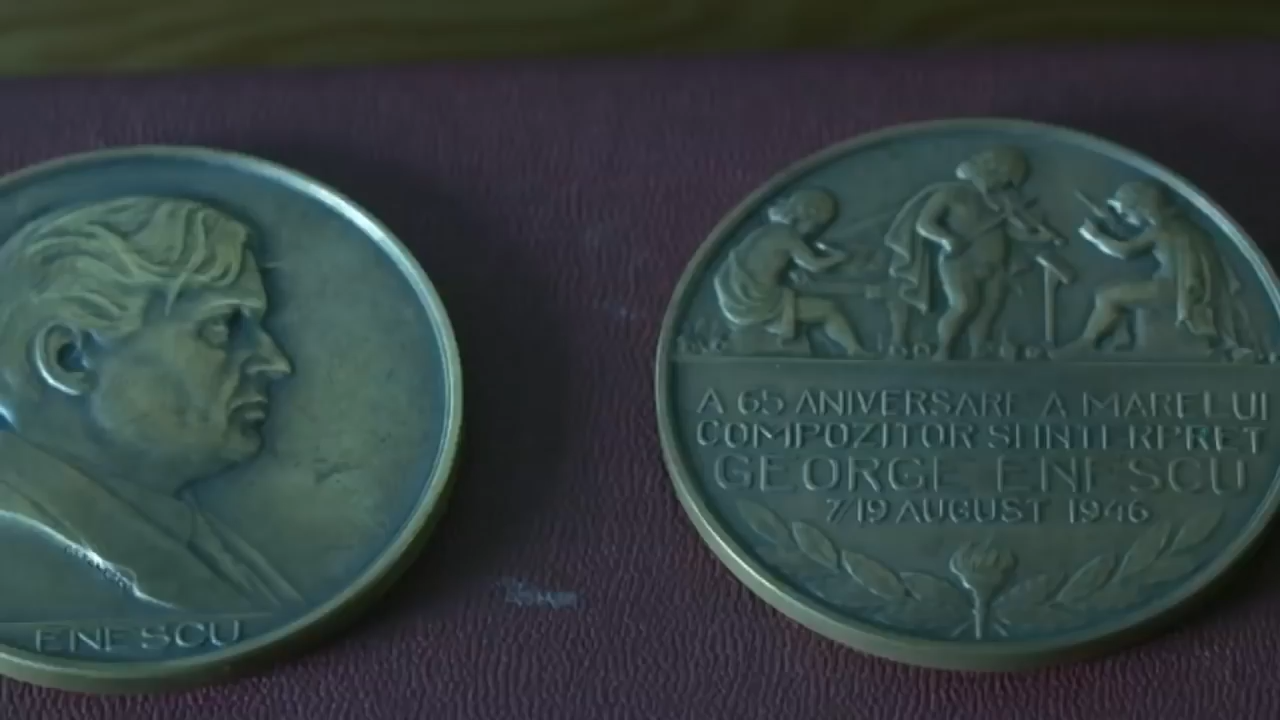 ENESCU
A 65 ANIVERSARE A MARELUI
COMPOZITOR SI INTERPRET
GEORGE ENESCU
7/19 AUGUST 1946